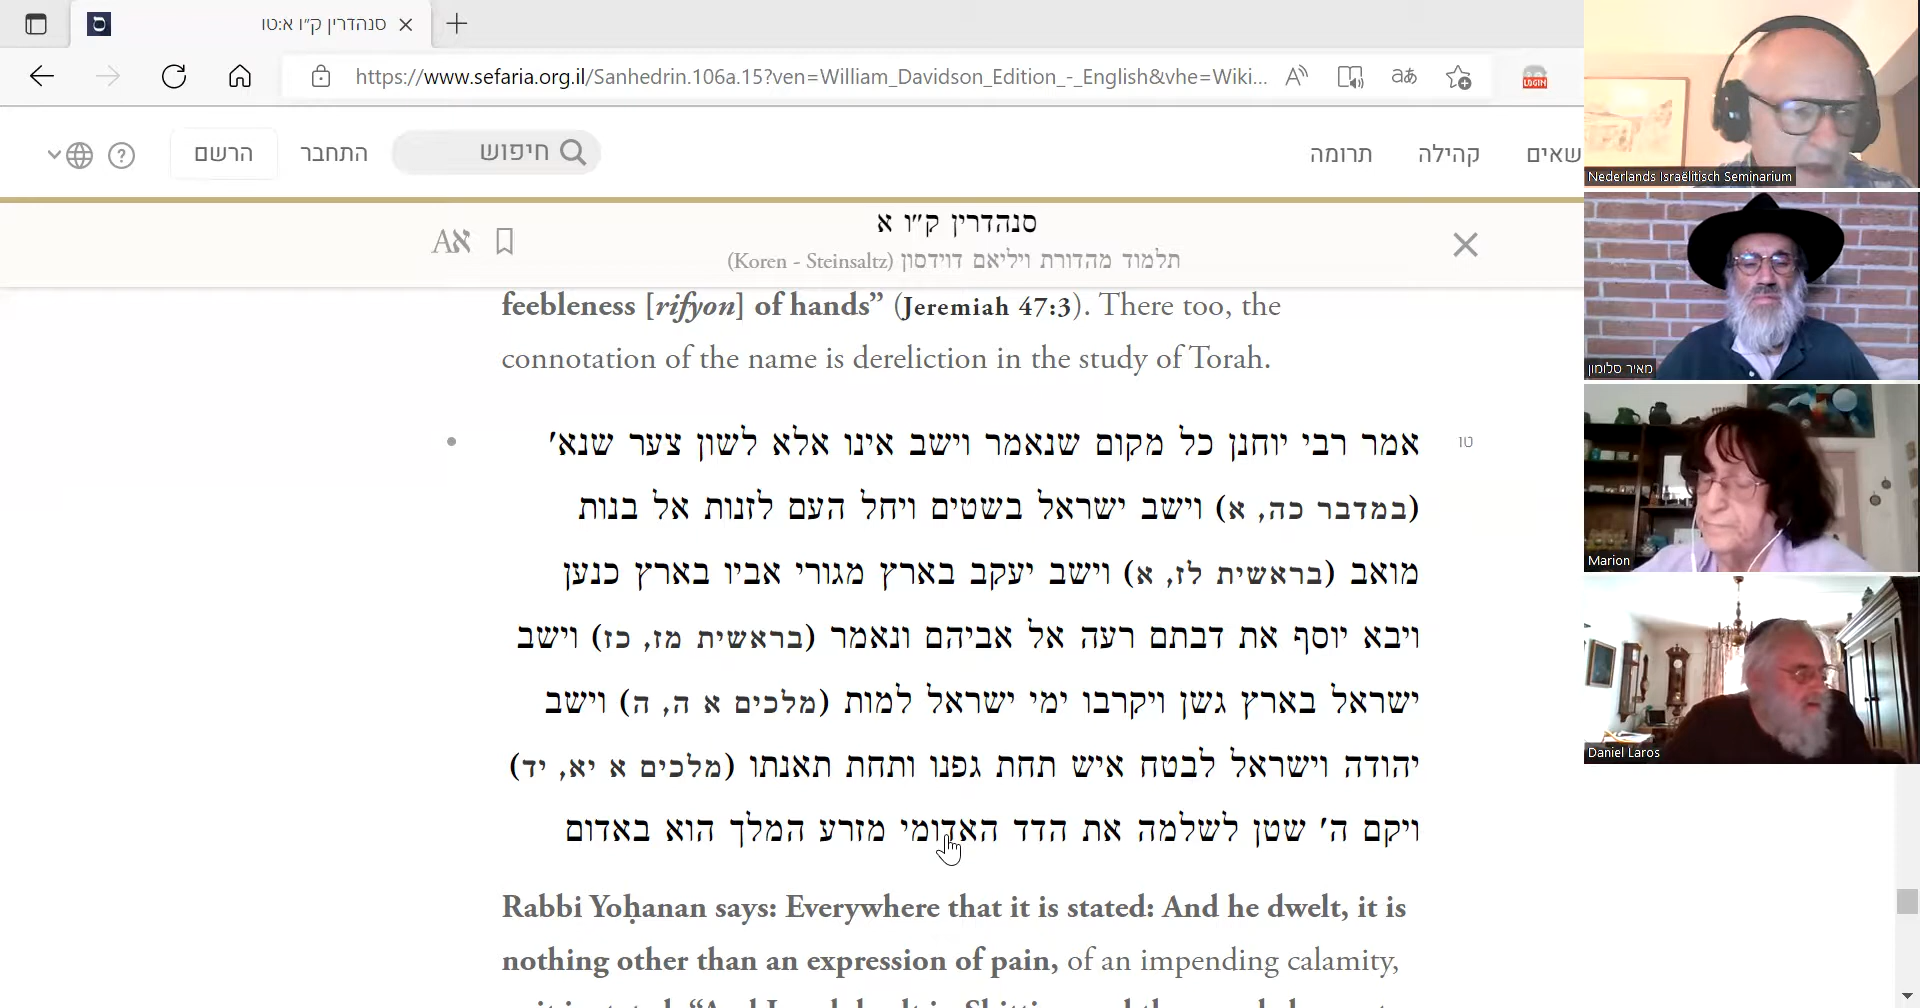 סנהדרין ק״ו א:טו
https://www.sefaria.org.il/Sanhedrin.106a.15?ven=William_Davidson_Edition_-_English&vhe=Wiki...
LOGIN
הרשם
התחבר
חיפוש
תרומה
קהילה
שאים
סנהדרין ק״ו א
תלמוד מהדורת ויליאם דוידסון (Koren - Steinsaltz)
feebleness [rifyon] of hands” (Jeremiah 47:3). There too, the
connotation of the name is dereliction in the study of Torah.
טו
אמר רבי יוחנן כל מקום שנאמר וישב אינו אלא לשון צער שנא׳
(במדבר כה, א) וישב ישראל בשטים ויחל העם לזנות אל בנות
מואב (בראשית לז, א) וישב יעקב בארץ מגורי אביו בארץ כנען
ויבא יוסף את דבתם רעה אל אביהם ונאמר (בראשית מז, כז) וישב
ישראל בארץ גשן ויקרבו ימי ישראל למות (מלכים א ה, ה) וישב
יהודה וישראל לבטח איש תחת גפנו ותחת תאנתו (מלכים א יא, יד)
ויקם ה׳ שטן לשלמה את הדד האדומי מזרע המלך הוא באדום
Rabbi Yoḥanan says: Everywhere that it is stated: And he dwelt, it is
nothing other than an expression of pain, of an impending calamity,
Nederlands Israëlitisch Seminarium
מאיר סלומון
Marion
Daniel Laros